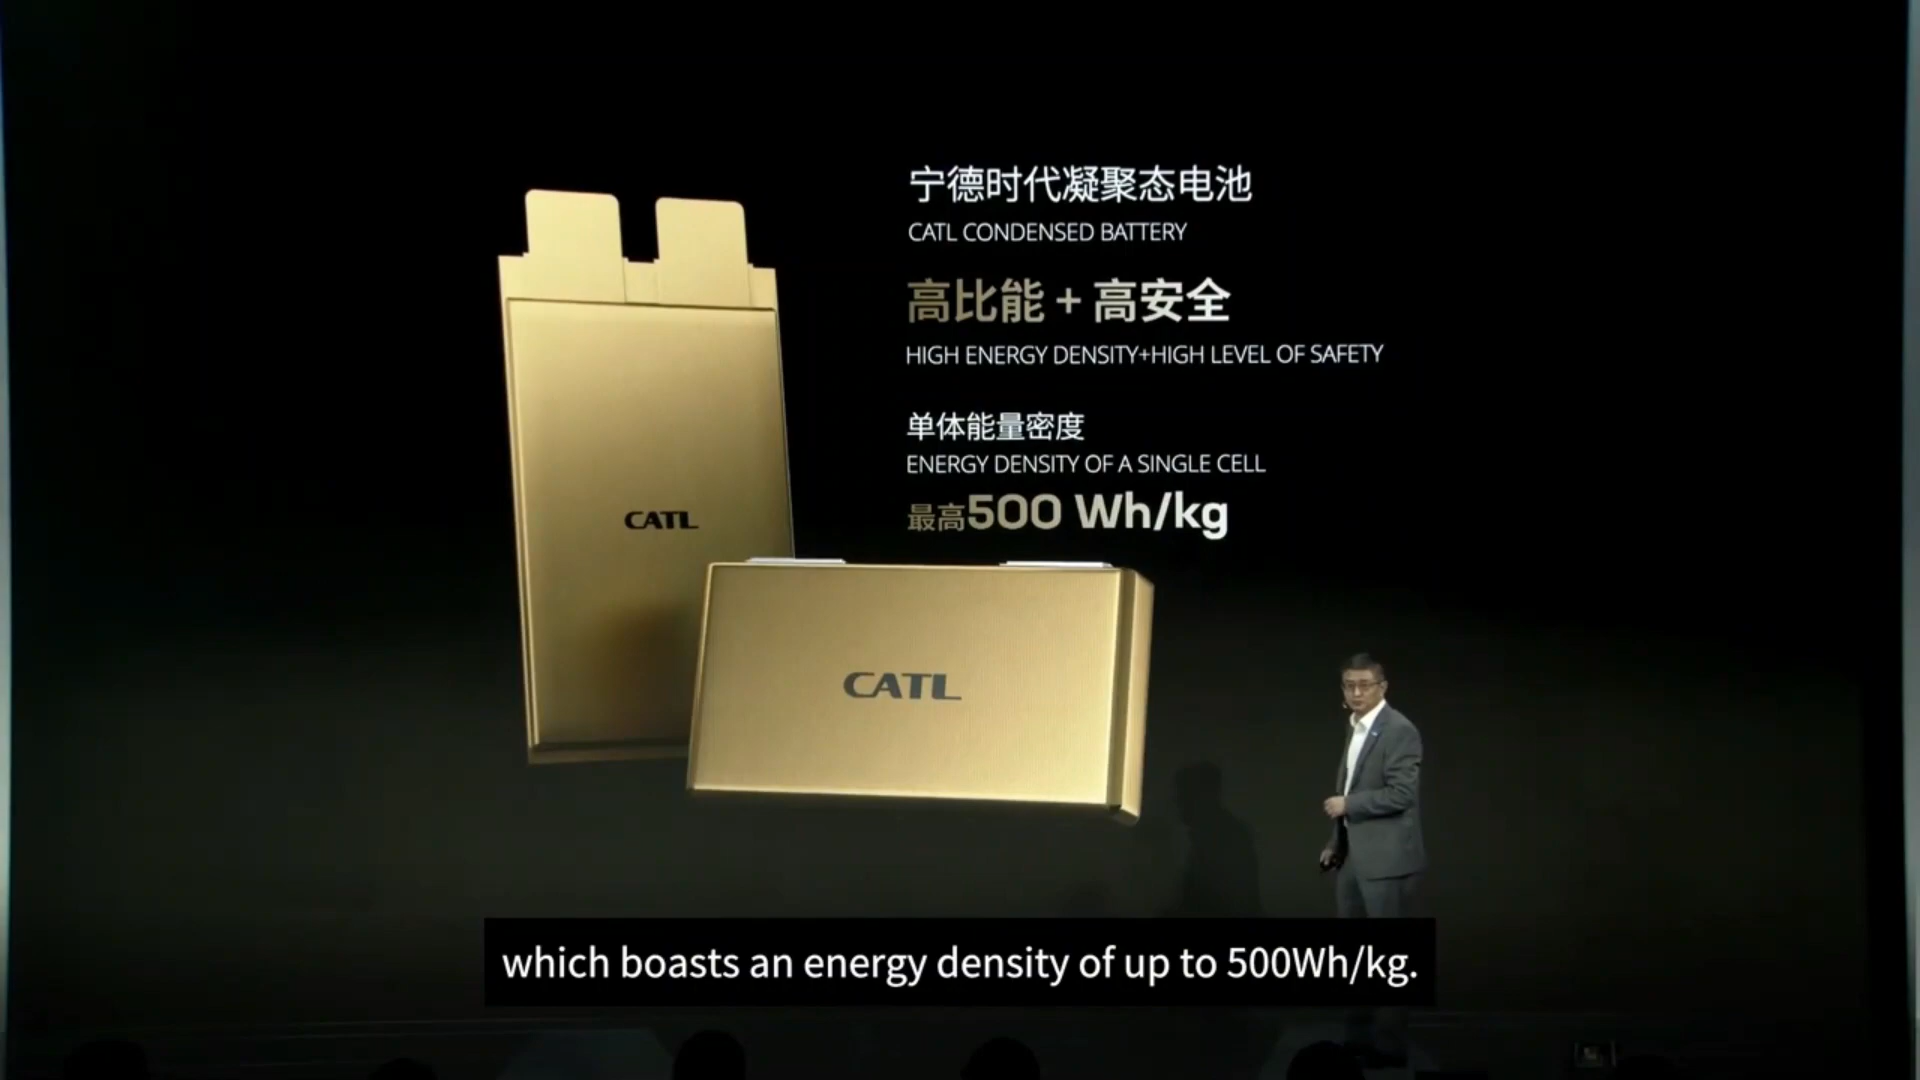 宁德时代凝聚态电池
CATL CONDENSED BATTERY
高比能 + 高安全
HIGH ENERGY DENSITY+HIGH LEVEL OF SAFETY
单体能量密度
ENERGY DENSITY OF A SINGLE CELL
最高500 Wh/kg
CATL
CATL
which boasts an energy density of up to 500Wh/kg.